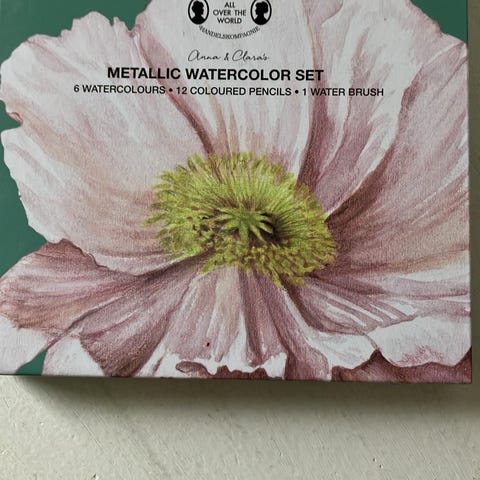 ALL
OVER THE
WORLD
HANDELSKOMPAGNIE
Anna & Clara's
METALLIC WATERCOLOR SET
6 WATERCOLOURS • 12 COLOURED PENCILS • 1 WATER BRUSH